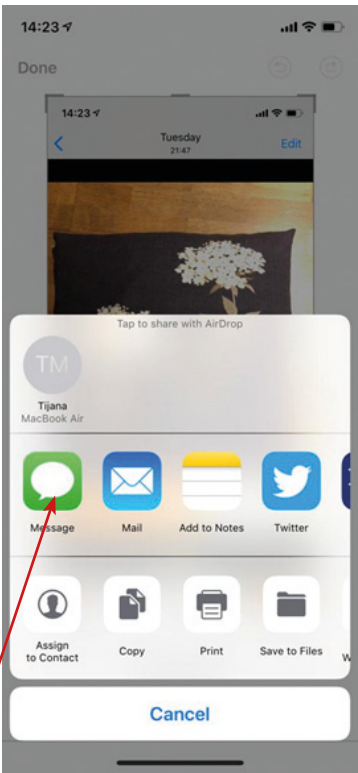 14:23
Done
14:23
Tuesday
21:47
Edit
Tap to share with AirDrop
TM
Tijana
MacBook Air
Message
Mail
Add to Notes
Twitter
Assign
to Contact
Copy
Print
Save to Files
W
Cancel